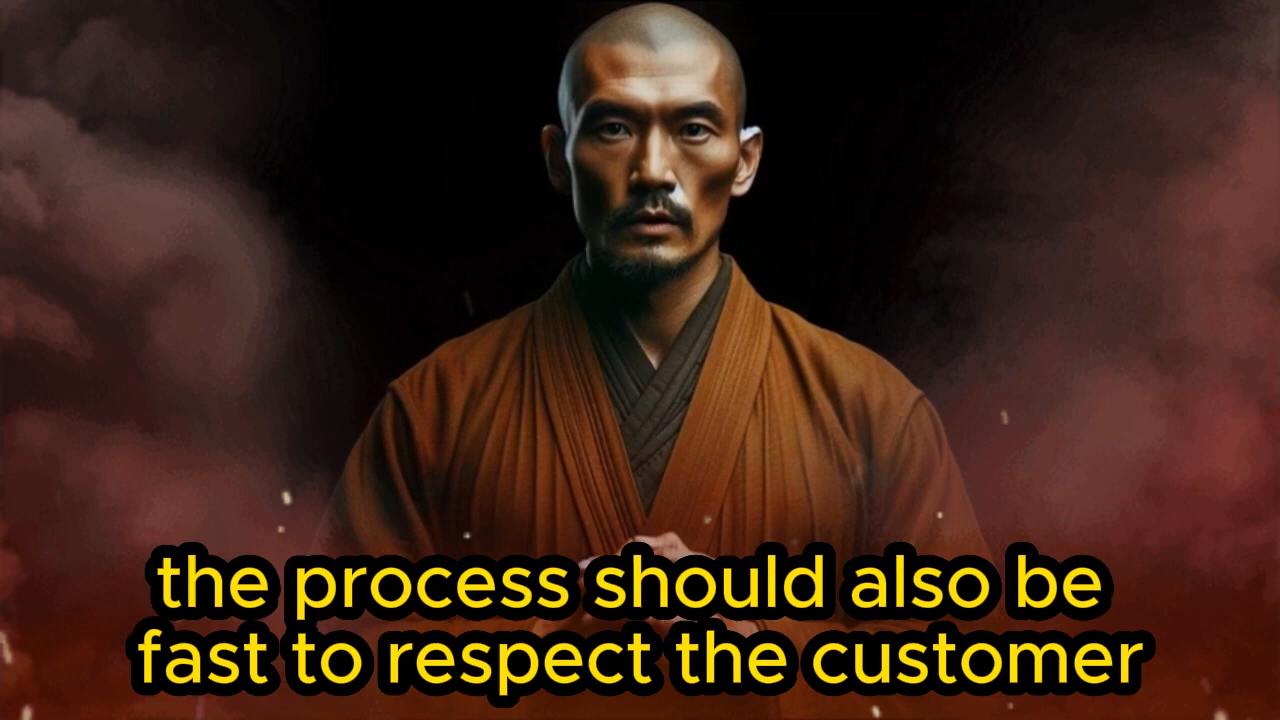 the process should also be
fast to respect the customer